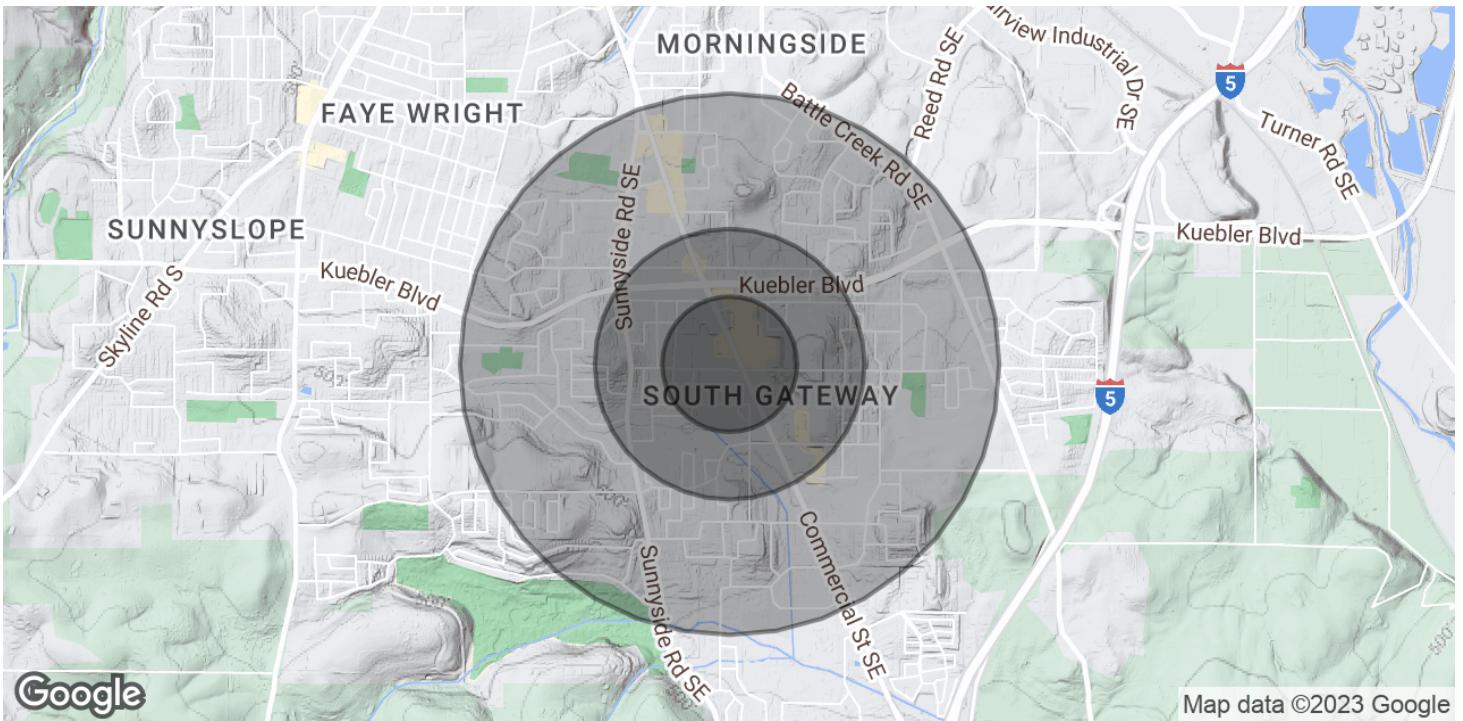 MORNINGSIDE
Fairview Industrial Dr SE
Reed Rd SE
5
Battle Creek Rd SE
FAYE WRIGHT
Turner Rd SE
Sunnyside Rd SE
SUNNYSLOPE
Kuebler Blvd
Kuebler Blvd
Kuebler Blvd
Skyline Rd S
SOUTH GATEWAY
5
Commercial St SE
Sunnyside Rd SE
500
Google
Map data ©2023 Google